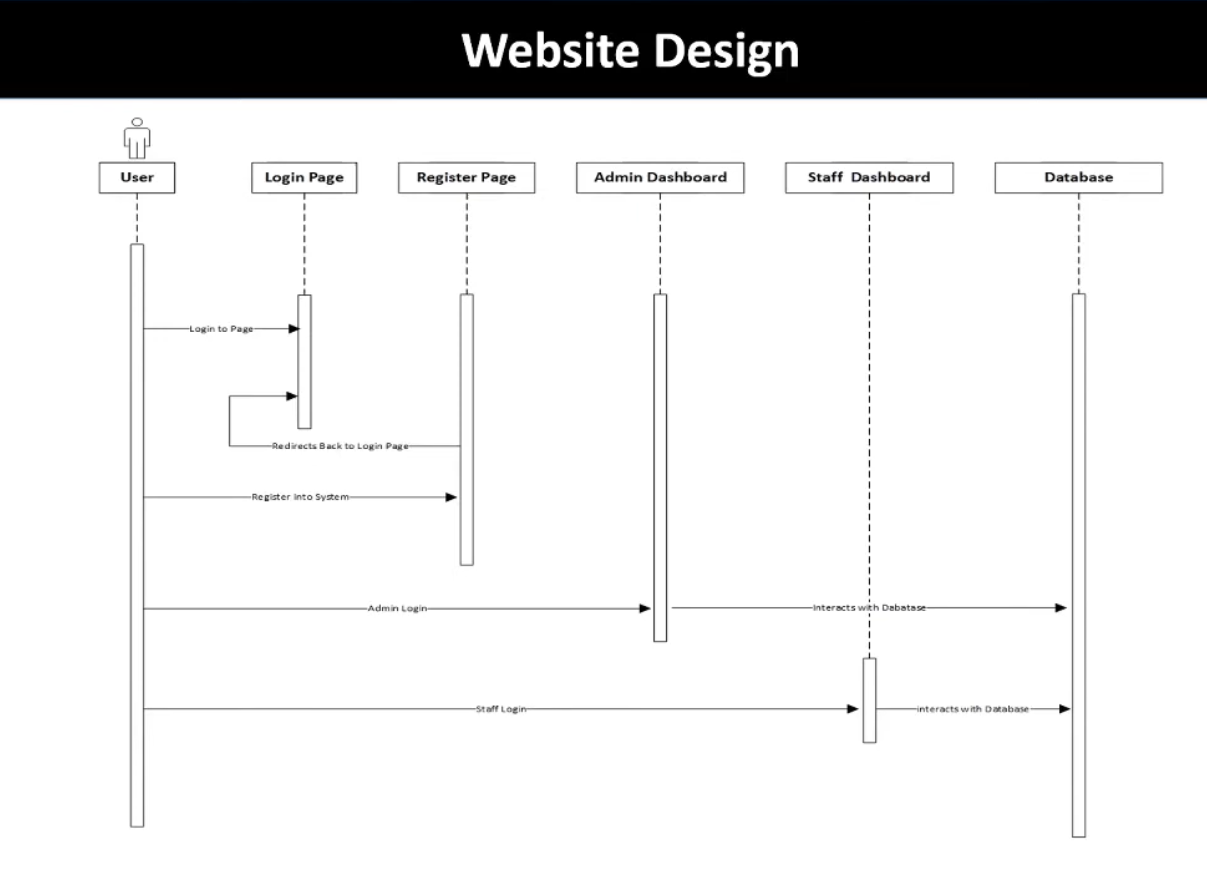 Website Design
User
Login Page
Register Page
Admin Dashboard
Staff Dashboard
Database
Login to Page
Redirects Back to Login Page
Register Into System
Admin Login
Interacts with Dabatase
Staff Login
interacts with Database